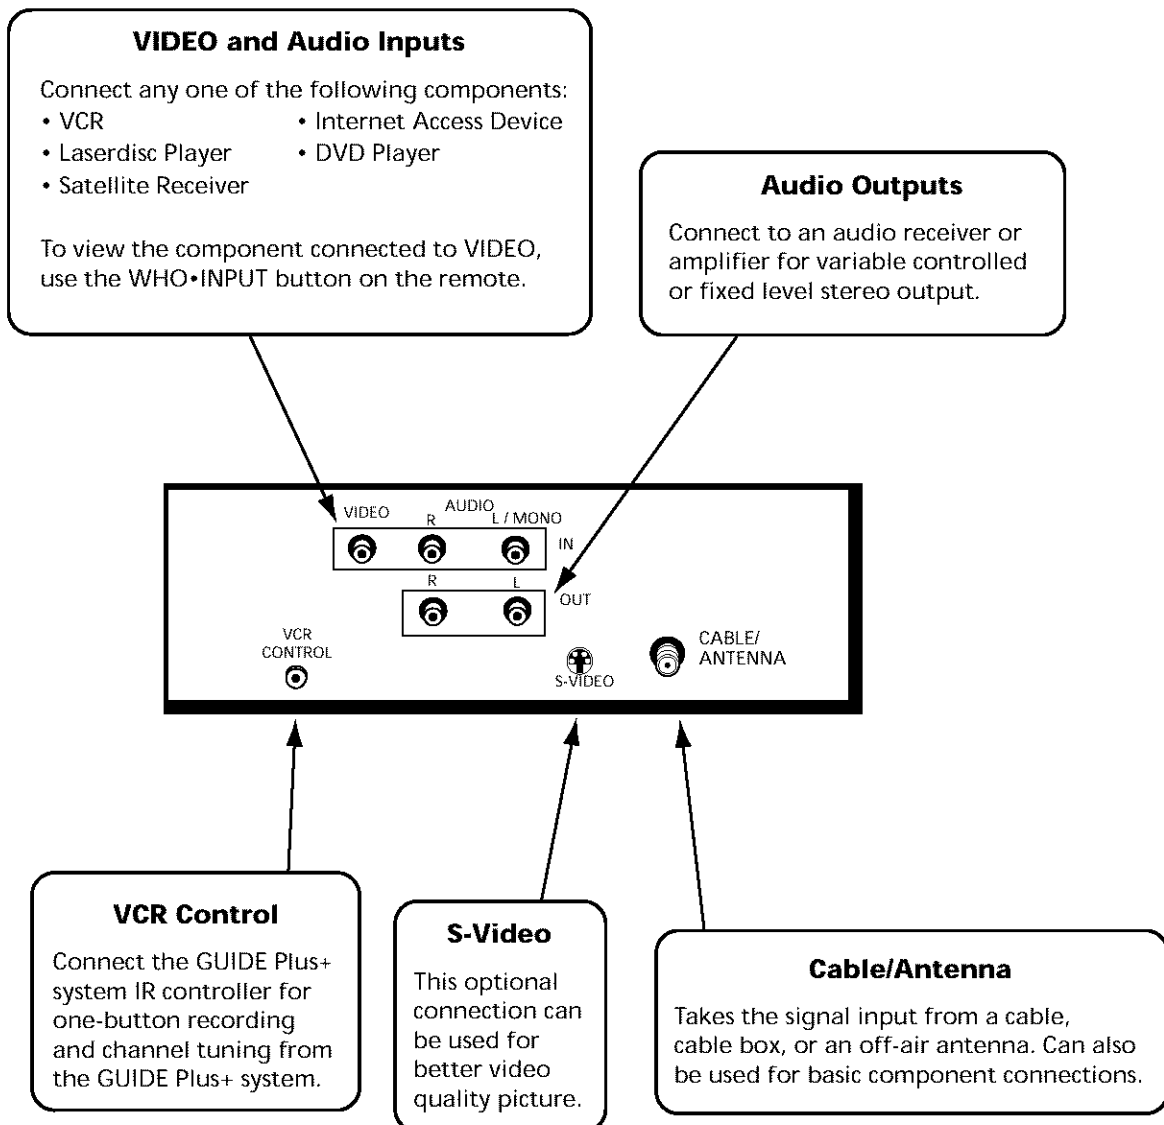 VIDEO and Audio Inputs
Connect any one of the following components:
• VCR
• Internet Access Device
• Laserdisc Player
• DVD Player
• Satellite Receiver
To view the component connected to VIDEO,
use the WHO•INPUT button on the remote.
Audio Outputs
Connect to an audio receiver or
amplifier for variable controlled
or fixed level stereo output.
VIDEO
AUDIO
R
L / MONO
IN
R
L
OUT
VCR
CONTROL
S-VIDEO
CABLE/
ANTENNA
VCR Control
Connect the GUIDE Plus+
system IR controller for
one-button recording
and channel tuning from
the GUIDE Plus+ system.
S-Video
This optional
connection can
be used for
better video
quality picture.
Cable/Antenna
Takes the signal input from a cable,
cable box, or an off-air antenna. Can also
be used for basic component connections.